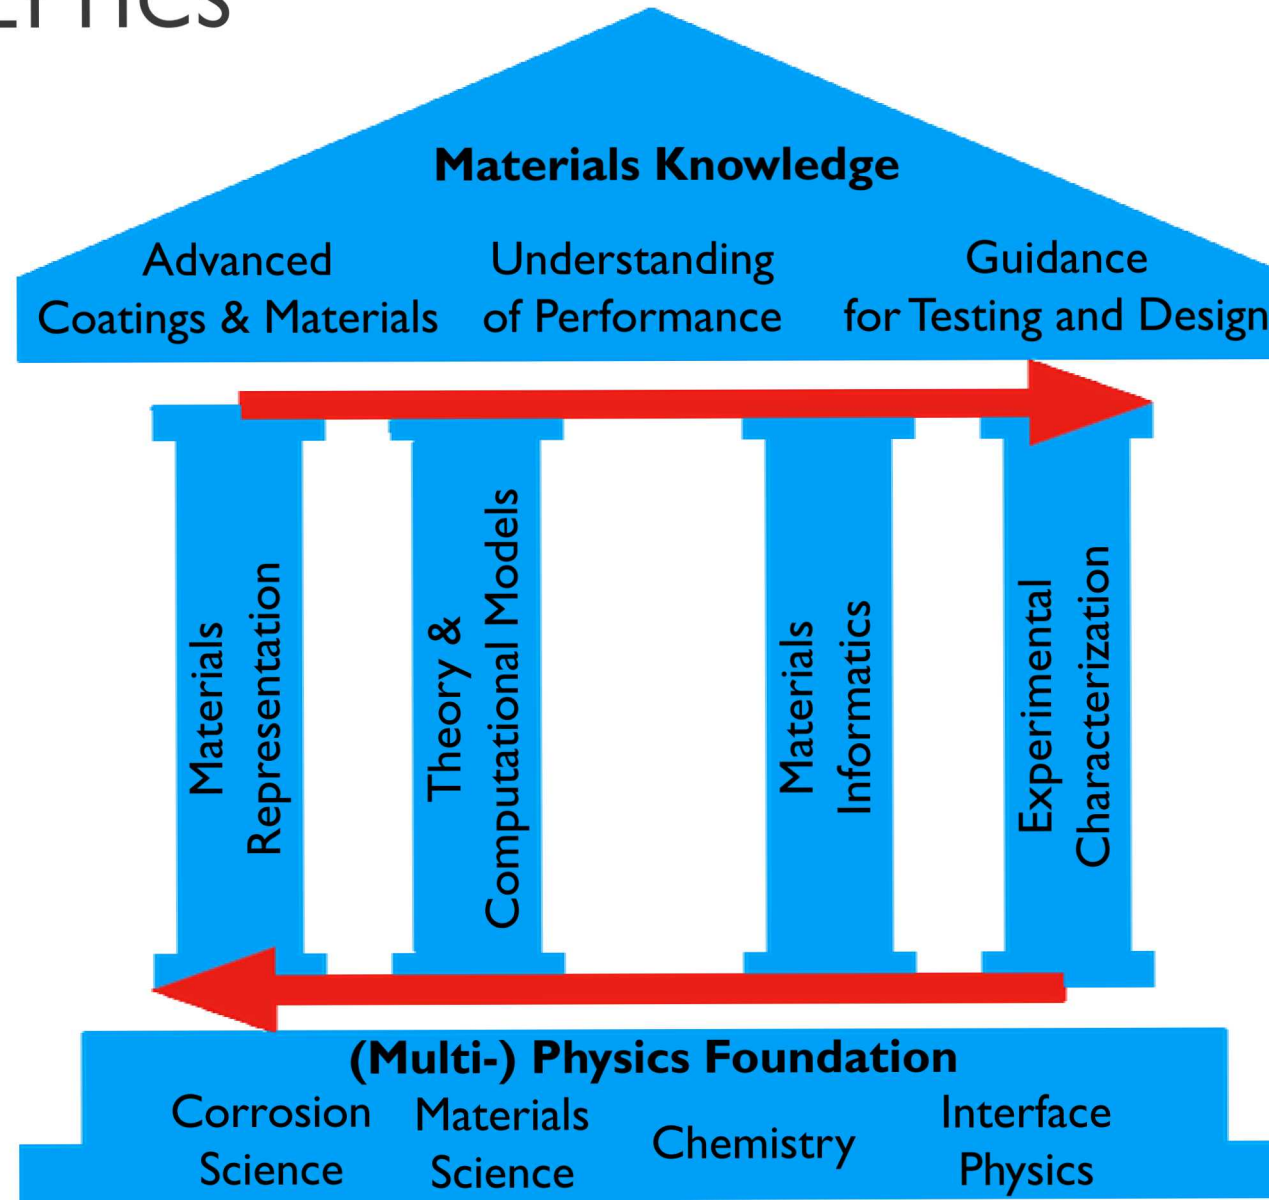 Materials Knowledge
Advanced
Coatings & Materials
Understanding
of Performance
Guidance
for Testing and Design
Materials
Representation
Theory &
Computational Models
Materials
Informatics
Experimental
Characterization
(Multi-) Physics Foundation
Corrosion
Science
Materials
Science
Chemistry
Interface
Physics